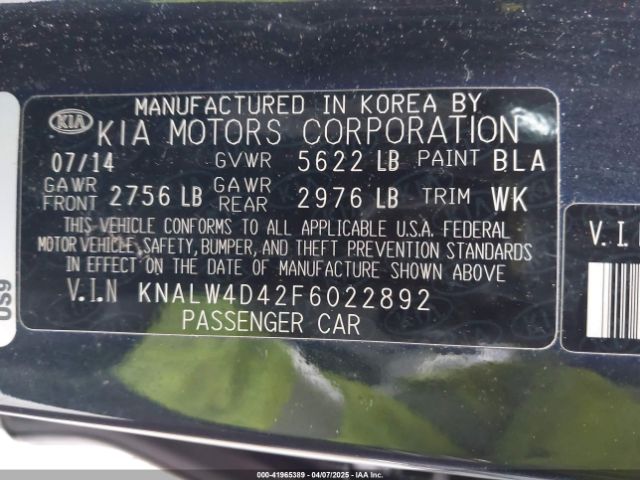 MANUFACTURED IN KOREA BY
KIA KIA MOTORS CORPORATION
07/14 GVWR 5622 LB PAINT BLA
GAWR FRONT 2756 LB GAWR REAR 2976 LB TRIM WK
THIS VEHICLE CONFORMS TO ALL APPLICABLE U.S.A. FEDERAL
MOTOR VEHICLE, SAFETY, BUMPER, AND THEFT PREVENTION STANDARDS
IN EFFECT ON THE DATE OF MANUFACTURE SHOWN ABOVE
V.I.N KNALW4D42F6022892
PASSENGER CAR
V.I.
000-41965389 - 04/07/2025 - IAAI.com